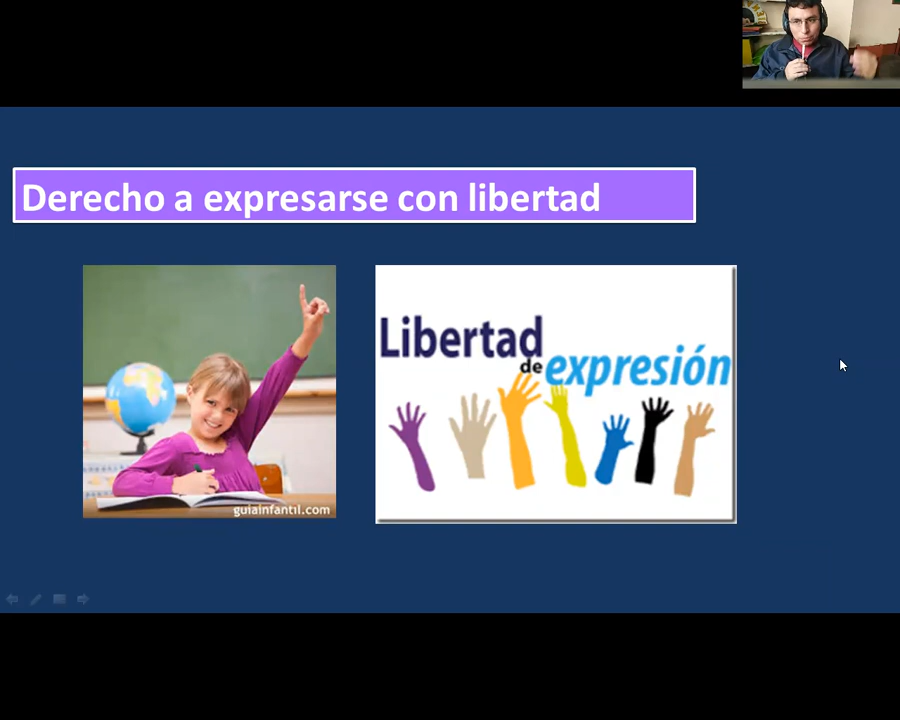 Derecho a expresarse con libertad
Libertad
de
expresión
guiainfantil.com